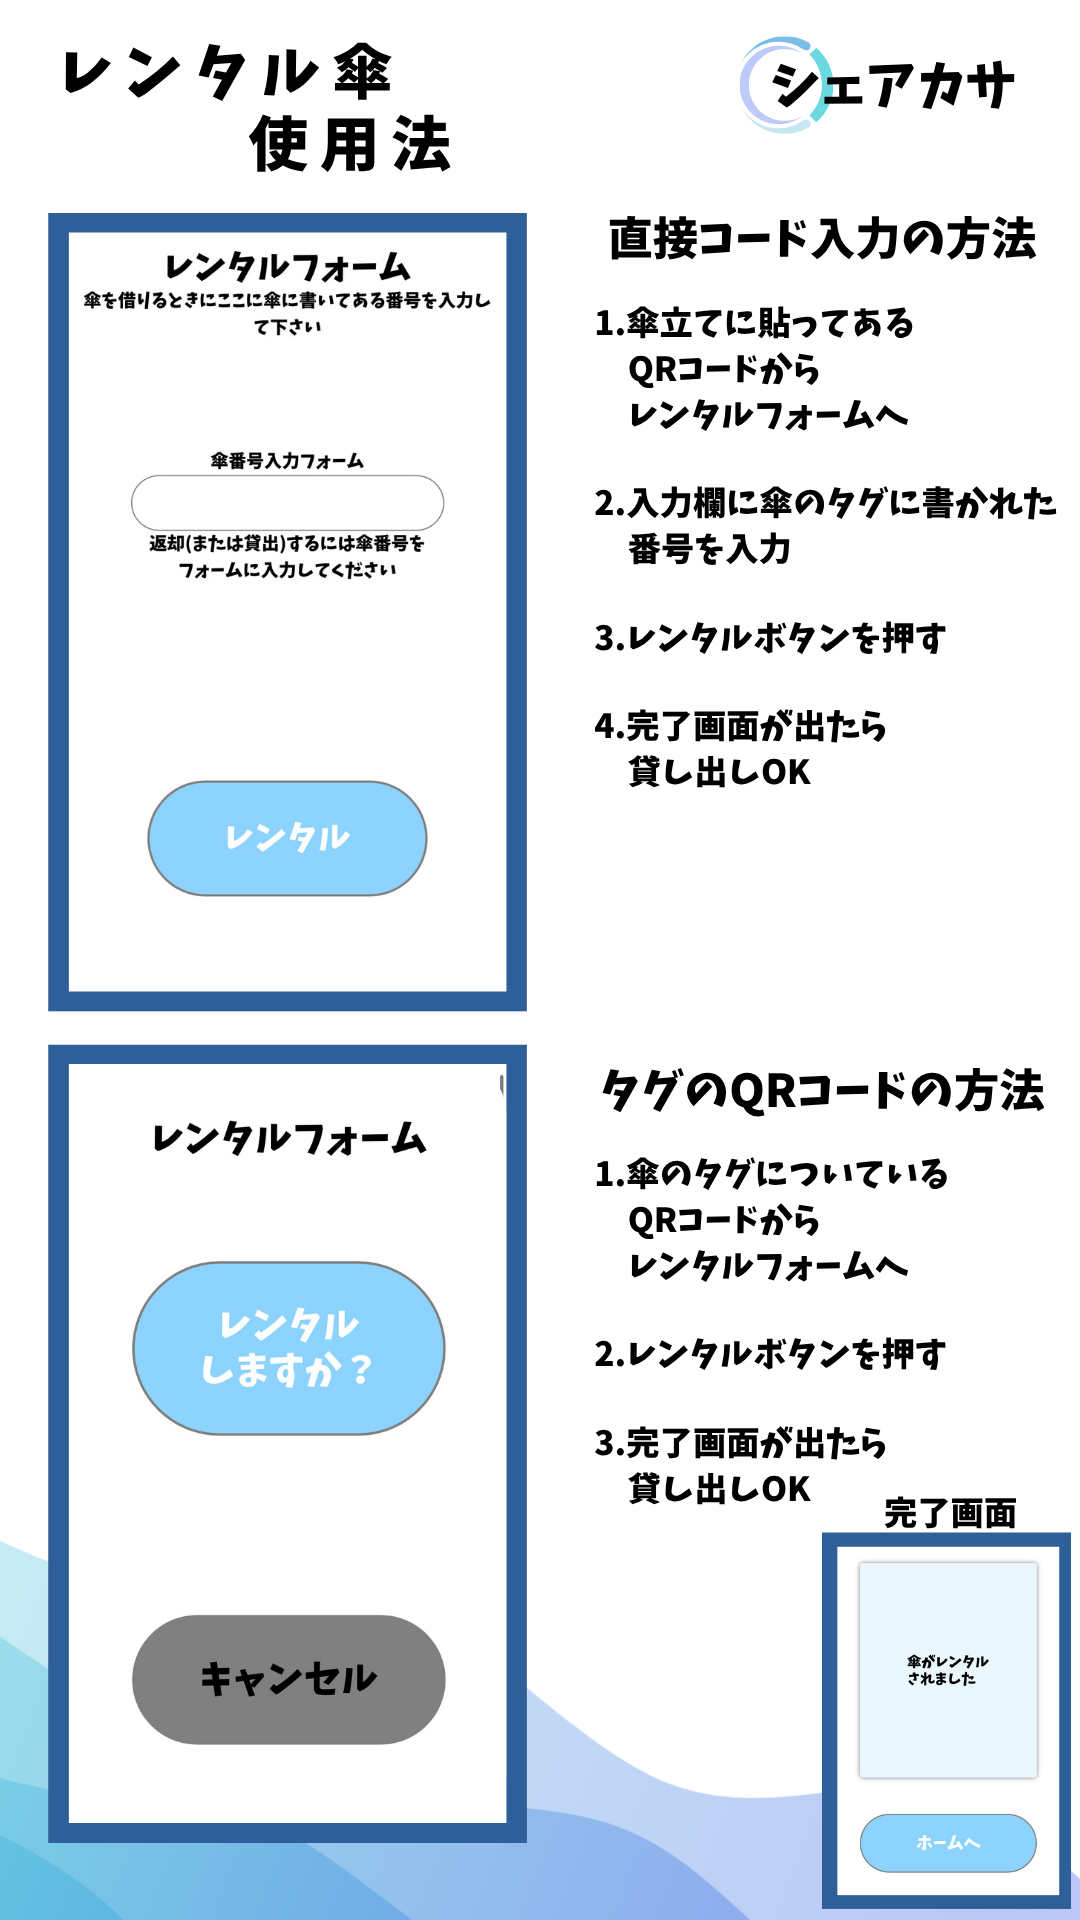 レンタル傘
使用法
シェアカサ
レンタルフォーム
傘を借りるときにここに傘に書いてある番号を入力し
て下さい
傘番号入力フォーム
返却(または貸出)するには傘番号を
フォームに入力してください
レンタル
直接コード入力の方法
1.傘立てに貼ってある
QRコードから
レンタルフォームへ
2.入力欄に傘のタグに書かれた
番号を入力
3.レンタルボタンを押す
4.完了画面が出たら
貸し出しOK
レンタルフォーム
レンタル
しますか？
キャンセル
タグのQRコードの方法
1.傘のタグについている
QRコードから
レンタルフォームへ
2.レンタルボタンを押す
3.完了画面が出たら
貸し出しOK
完了画面
傘がレンタル
されました
ホームへ